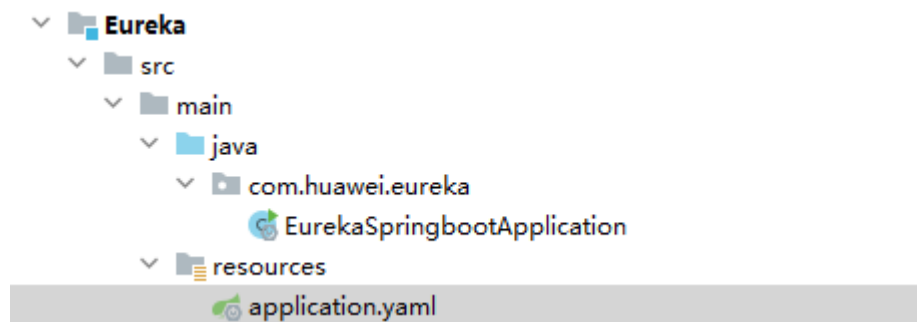 Eureka
src
main
java
com.huawei.eureka
EurekaSpringbootApplication
resources
application.yaml